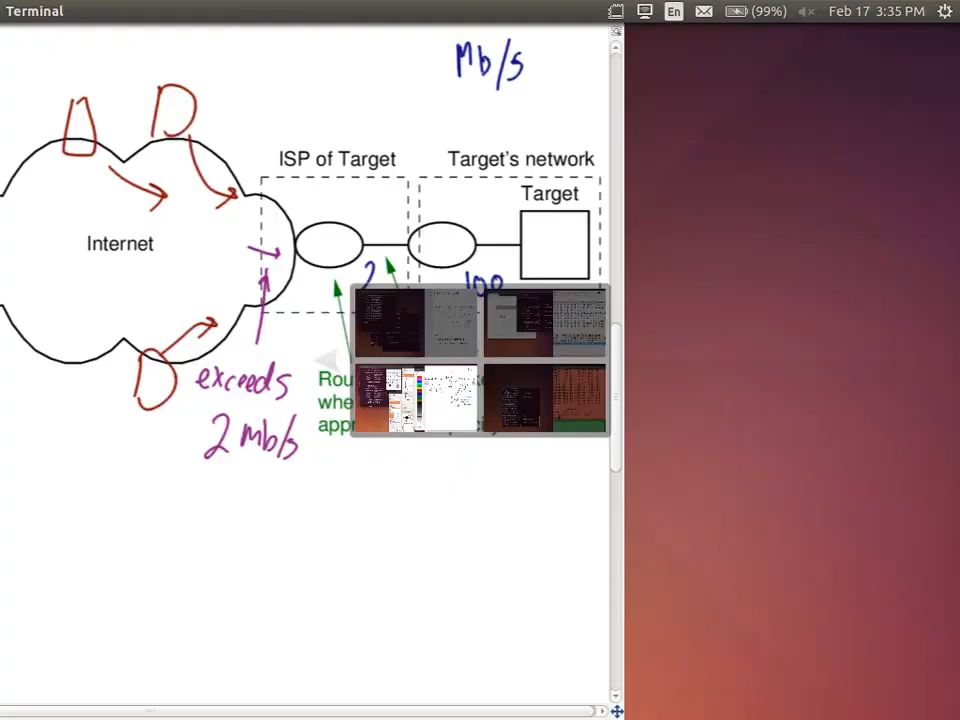 Terminal
En
(99%)
Feb 17 3:35 PM
Mb/s
D
ISP of Target
Target's network
Target
Internet
2
100
D
exceeds
2 Mb/s
Rou
whe
appr